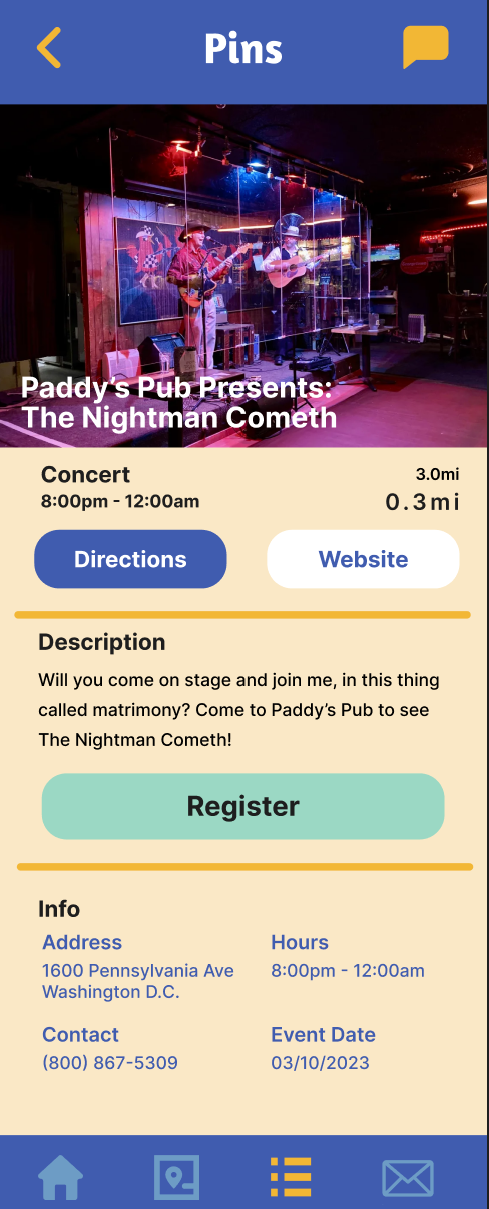 Pins
Paddy's Pub Presents:
The Nightman Cometh
Concert
3.0mi
8:00pm - 12:00am
0.3mi
Directions
Website
Description
Will you come on stage and join me, in this thing
called matrimony? Come to Paddy's Pub to see
The Nightman Cometh!
Register
Info
Address
Hours
1600 Pennsylvania Ave
8:00pm - 12:00am
Washington D.C.
Contact
Event Date
(800) 867-5309
03/10/2023